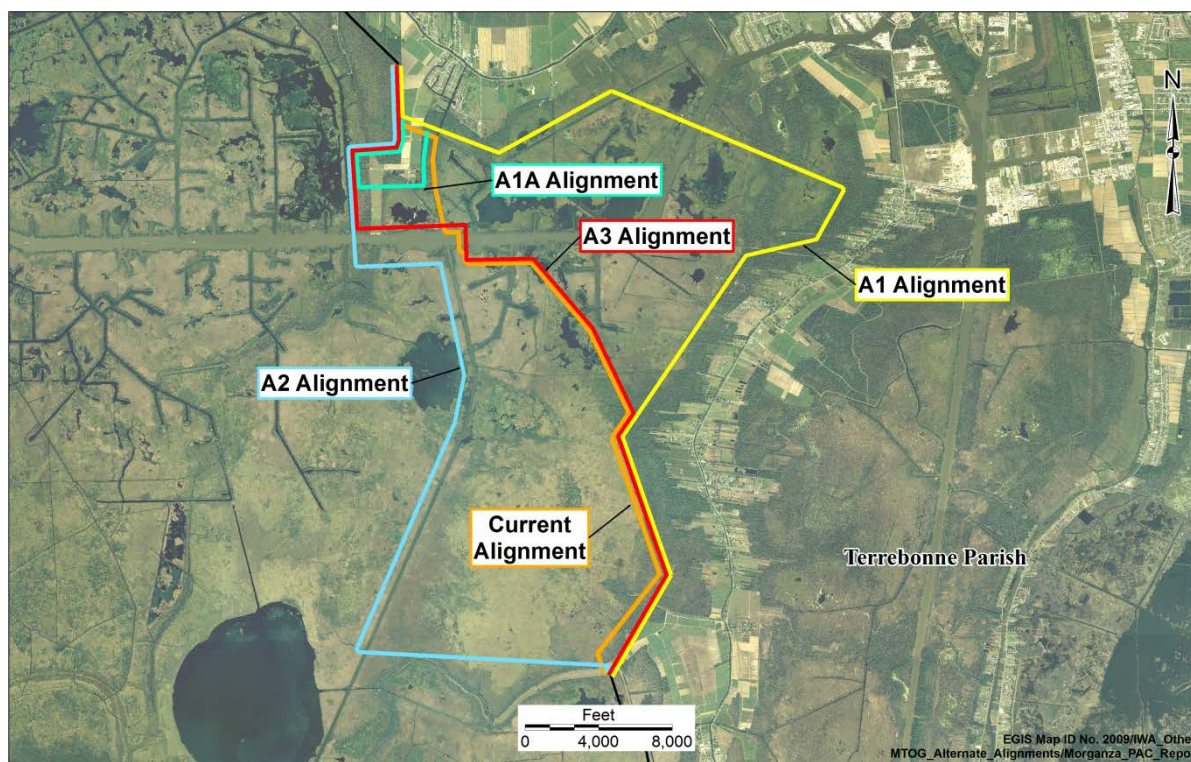 N
A1A Alignment
A3 Alignment
A1 Alignment
A2 Alignment
Current
Alignment
Terrebonne Parish
Feet
0 4,000 8,000
EGIS Map ID No. 2009/IWA_Othe
MTOG_Alternate_Alignments/Morganza_PAC_Repo